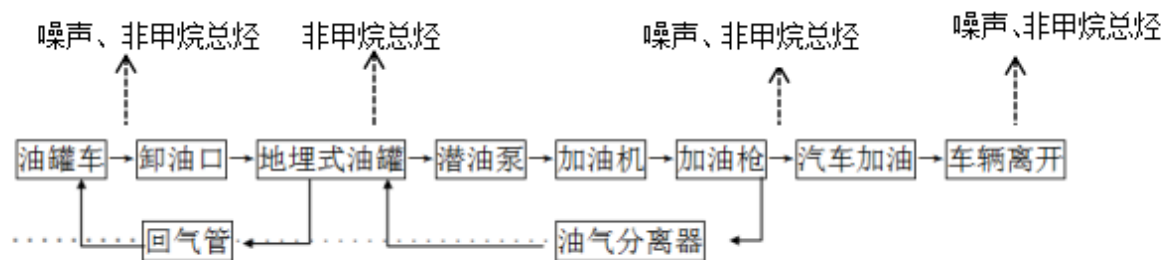 噪声、非甲烷总烃
非甲烷总烃
噪声、非甲烷总烃
噪声、非甲烷总烃
油罐车
卸油口
地埋式油罐
潜油泵
加油机
加油枪
汽车加油
车辆离开
回气管
油气分离器